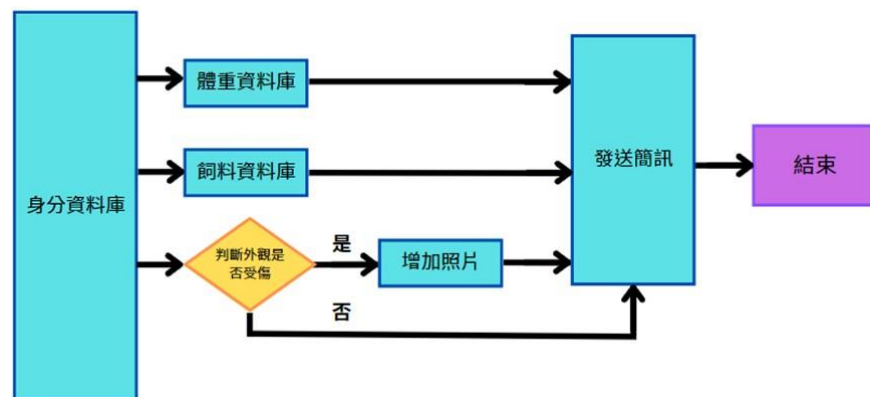 身分資料庫
體重資料庫
飼料資料庫
判斷外觀是
否受傷
是
增加照片
否
發送簡訊
結束